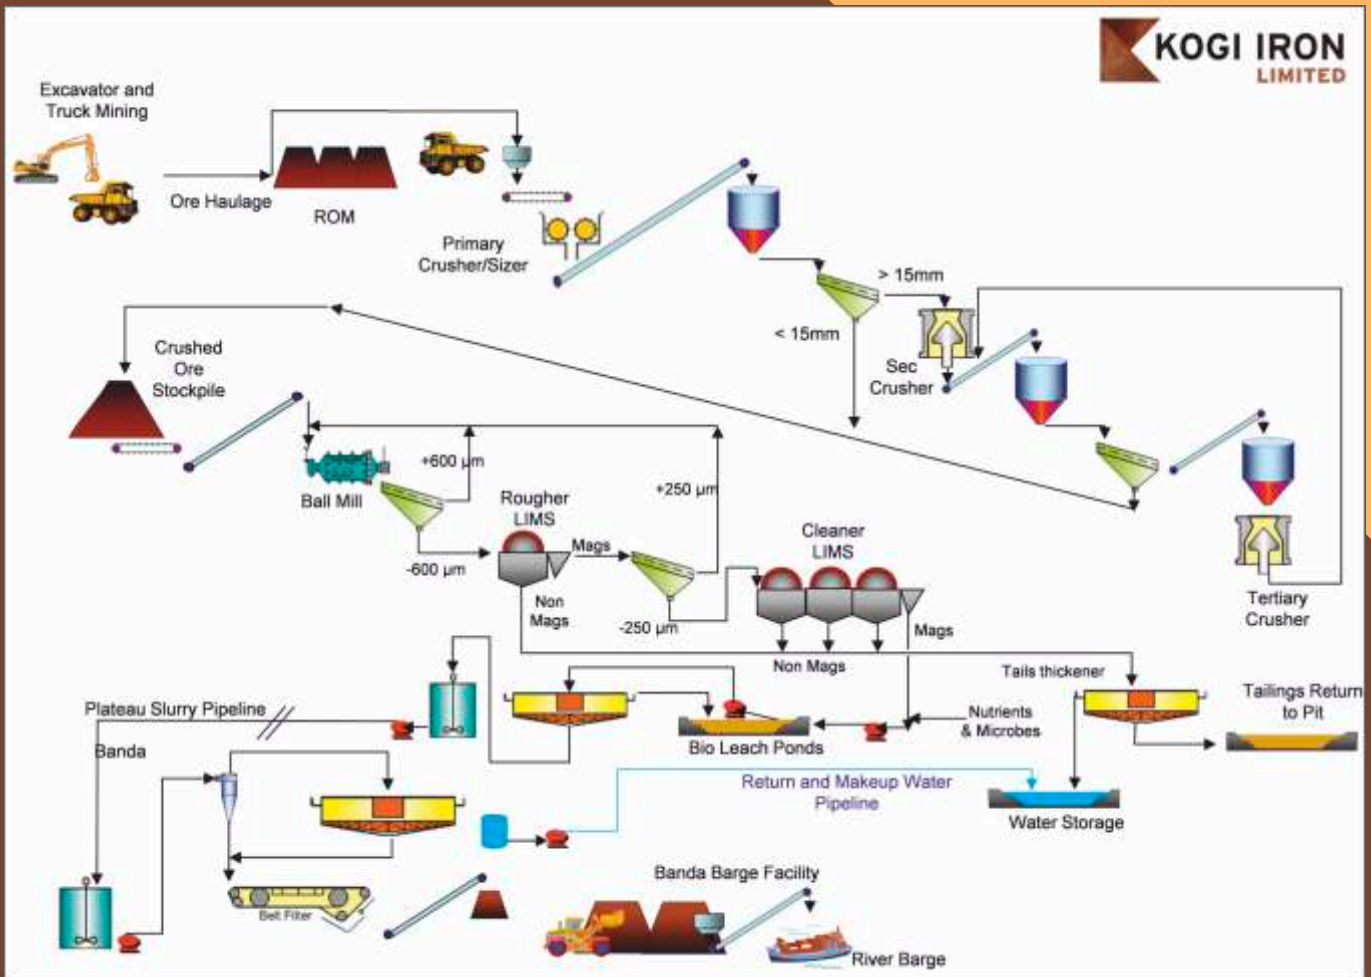 KOGI IRON
LIMITED
Excavator and
Truck Mining
Ore Haulage
ROM
Primary
Crusher/Sizer
> 15mm
< 15mm
Sec
Crusher
Crushed
Ore
Stockpile
Ball Mill
+600 µm
-600 µm
Rougher
LIMS
Mags
+250 µm
-250 µm
Non
Mags
Cleaner
LIMS
Mags
Non Mags
Tertiary
Crusher
Tails thickener
Tailings Return
to Pit
Plateau Slurry Pipeline
Banda
Bio Leach Ponds
Nutrients
& Microbes
Return and Makeup Water
Pipeline
Water Storage
Belt Filter
Banda Barge Facility
River Barge